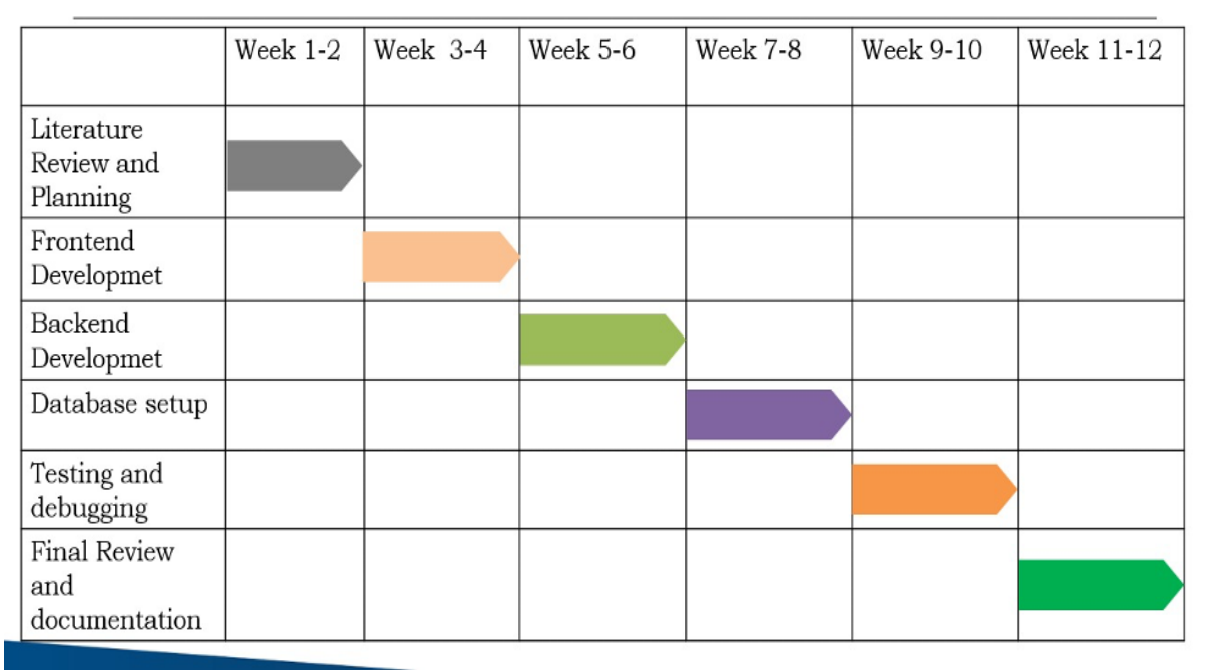 Week 1-2 Week 3-4 Week 5-6 Week 7-8 Week 9-10 Week 11-12
Literature
Review and
Planning
Frontend
Developmet
Backend
Developmet
Database setup
Testing and
debugging
Final Review
and
documentation